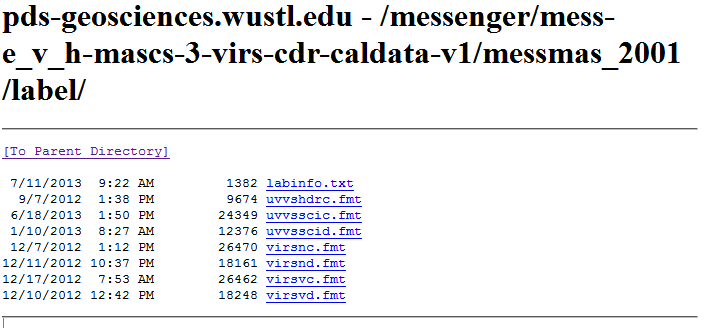 pds-geosciences.wustl.edu - /messenger/mess-
e_v_h-mascs-3-virs-cdr-caldata-v1/messmas_2001
/label/
[To Parent Directory]
7/11/2013 9:22 AM 1382 labinfo.txt
9/7/2012 1:38 PM 9674 uvvshdrc.fmt
6/18/2013 1:50 PM 24349 uvvsscic.fmt
1/10/2013 8:27 AM 12376 uvvsscid.fmt
12/7/2012 1:12 PM 26470 virsnc.fmt
12/11/2012 10:37 PM 18161 virsnd.fmt
12/17/2012 7:53 AM 26462 virsvc.fmt
12/10/2012 12:42 PM 18248 virsvd.fmt